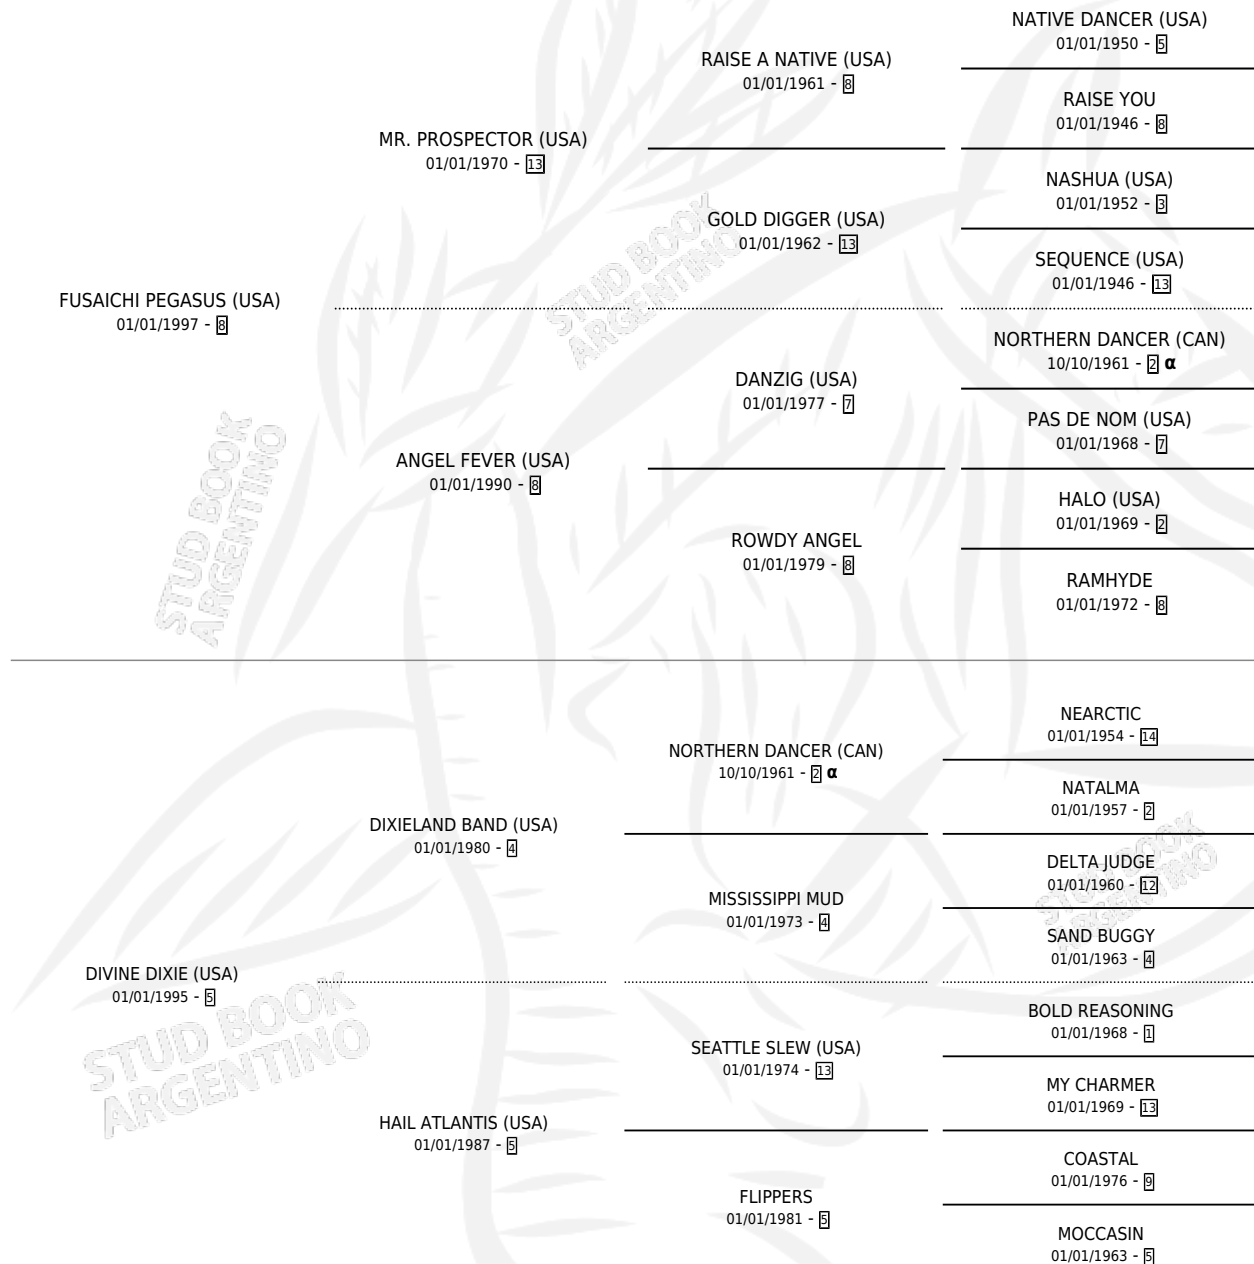 NATIVE DANCER (USA)
01/01/1950 - 5
RAISE A NATIVE (USA)
01/01/1961 - 8
RAISE YOU
01/01/1946 - 8
MR. PROSPECTOR (USA)
01/01/1970 - 13
NASHUA (USA)
01/01/1952 - 3
GOLD DIGGER (USA)
01/01/1962 - 13
SEQUENCE (USA)
01/01/1946 - 13
FUSAICHI PEGASUS (USA)
01/01/1997 - 8
STUD BOOK
ARGENTINO
NORTHERN DANCER (CAN)
10/10/1961 - 2 α
DANZIG (USA)
01/01/1977 - 7
PAS DE NOM (USA)
01/01/1968 - 7
ANGEL FEVER (USA)
01/01/1990 - 8
HALO (USA)
01/01/1969 - 2
ROWDY ANGEL
01/01/1979 - 8
RAMHYDE
01/01/1972 - 8
STUD BOOK
ARGENTINO
NEARCTIC
01/01/1954 - 14
NORTHERN DANCER (CAN)
10/10/1961 - 2 α
NATALMA
01/01/1957 - 2
DIXIELAND BAND (USA)
01/01/1980 - 4
DELTA JUDGE
01/01/1960 - 12
MISSISSIPPI MUD
01/01/1973 - 4
SAND BUGGY
01/01/1963 - 4
STUD BOOK
ARGENTINO
DIVINE DIXIE (USA)
01/01/1995 - 5
BOLD REASONING
01/01/1968 - 1
SEATTLE SLEW (USA)
01/01/1974 - 13
MY CHARMER
01/01/1969 - 13
HAIL ATLANTIS (USA)
01/01/1987 - 5
COASTAL
01/01/1976 - 9
FLIPPERS
01/01/1981 - 5
MOCCASIN
01/01/1963 - 5
STUD BOOK
ARGENTINO